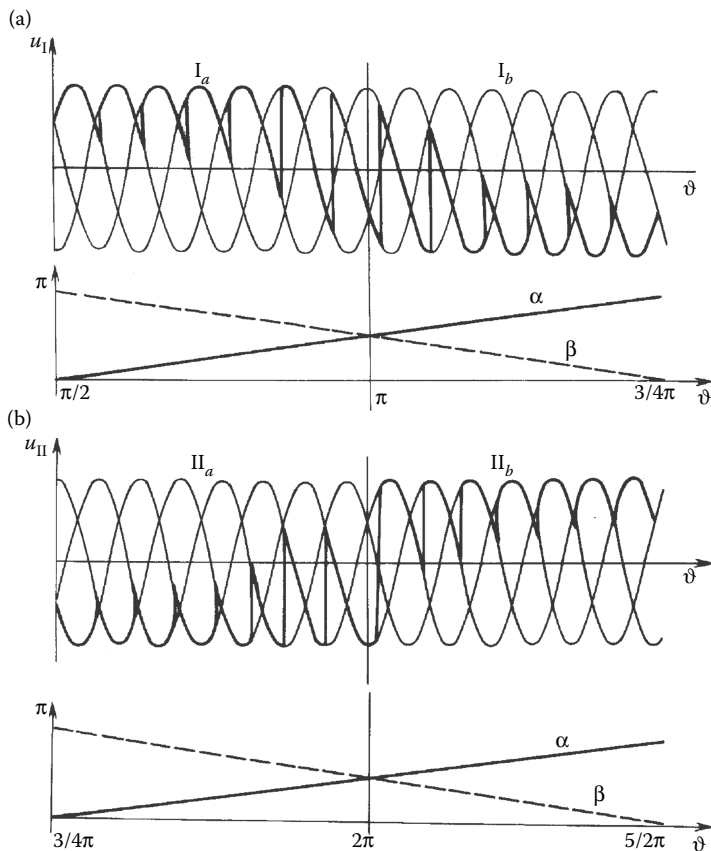 (a)
u_I
I_a
I_b
ϑ
π
α
β
π/2
π
3/4π
ϑ
(b)
u_II
II_a
II_b
ϑ
π
α
β
3/4π
2π
5/2π
ϑ